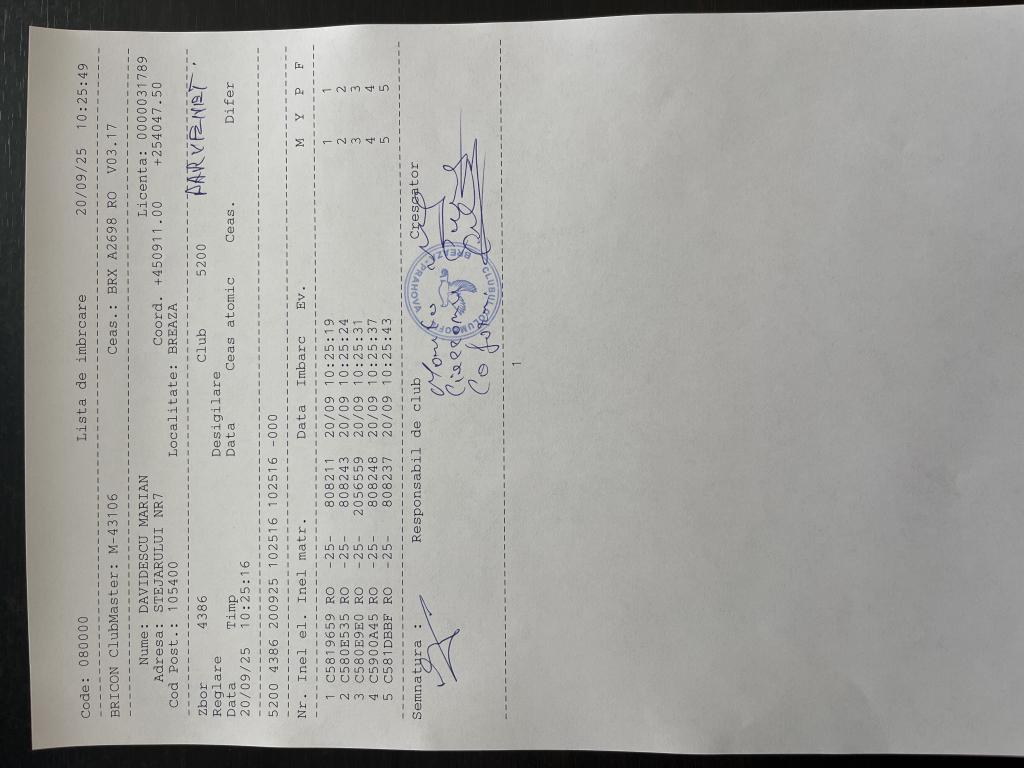 Code: 080000 Lista de imbrcare 20/09/25 10:25:49
BRICON ClubMaster: M-43106 Ceas.: BRX A2698 RO V03.17
Nume: DAVIDESCU MARIAN Licenta: 0000031789
Adresa: STEJARULUI NR7 Coord. +450911.00 +254047.50
Cod Post.: 105400 Localitate: BREAZA
Zbor 4386 Club 5200 PARVENET.
Reglare Desigilare
Data Timp Data Ceas atomic Ceas. Difer
20/09/25 10:25:16
5200 4386 200925 102516 102516 -000
Nr. Inel el. Inel matr. Data Imbarc Ev. M Y P F
1 C5819659 RO -25- 808211 20/09 10:25:19 1 1
2 C580E535 RO -25- 808243 20/09 10:25:24 2 2
3 C580E9E0 RO -25- 2056559 20/09 10:25:31 3 3
4 C5900A45 RO -25- 808248 20/09 10:25:37 4 4
5 C581DBBF RO -25- 808237 20/09 10:25:43 5 5
Semnatura : Responsabil de club Crescator
CLUBUL COLUMBOFIL BREAZA-PRAHOVA
1